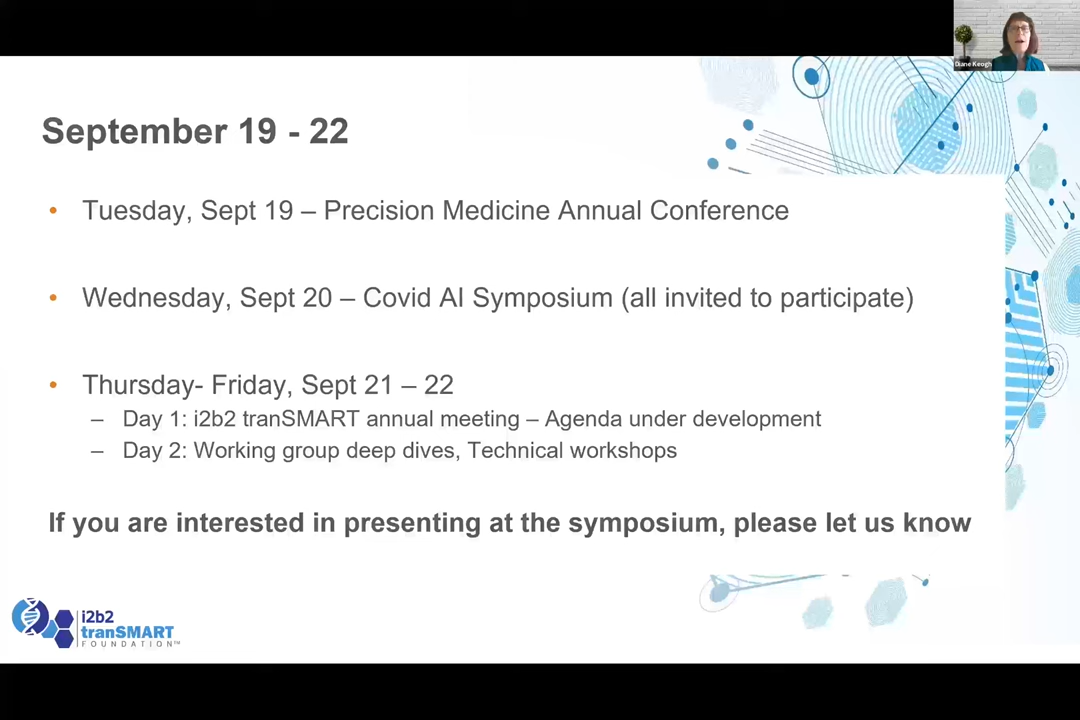 Diane Keogh
September 19 - 22
• Tuesday, Sept 19 – Precision Medicine Annual Conference
• Wednesday, Sept 20 – Covid AI Symposium (all invited to participate)
• Thursday- Friday, Sept 21 – 22
– Day 1: i2b2 tranSMART annual meeting – Agenda under development
– Day 2: Working group deep dives, Technical workshops
If you are interested in presenting at the symposium, please let us know
i2b2
tranSMART
FOUNDATION™